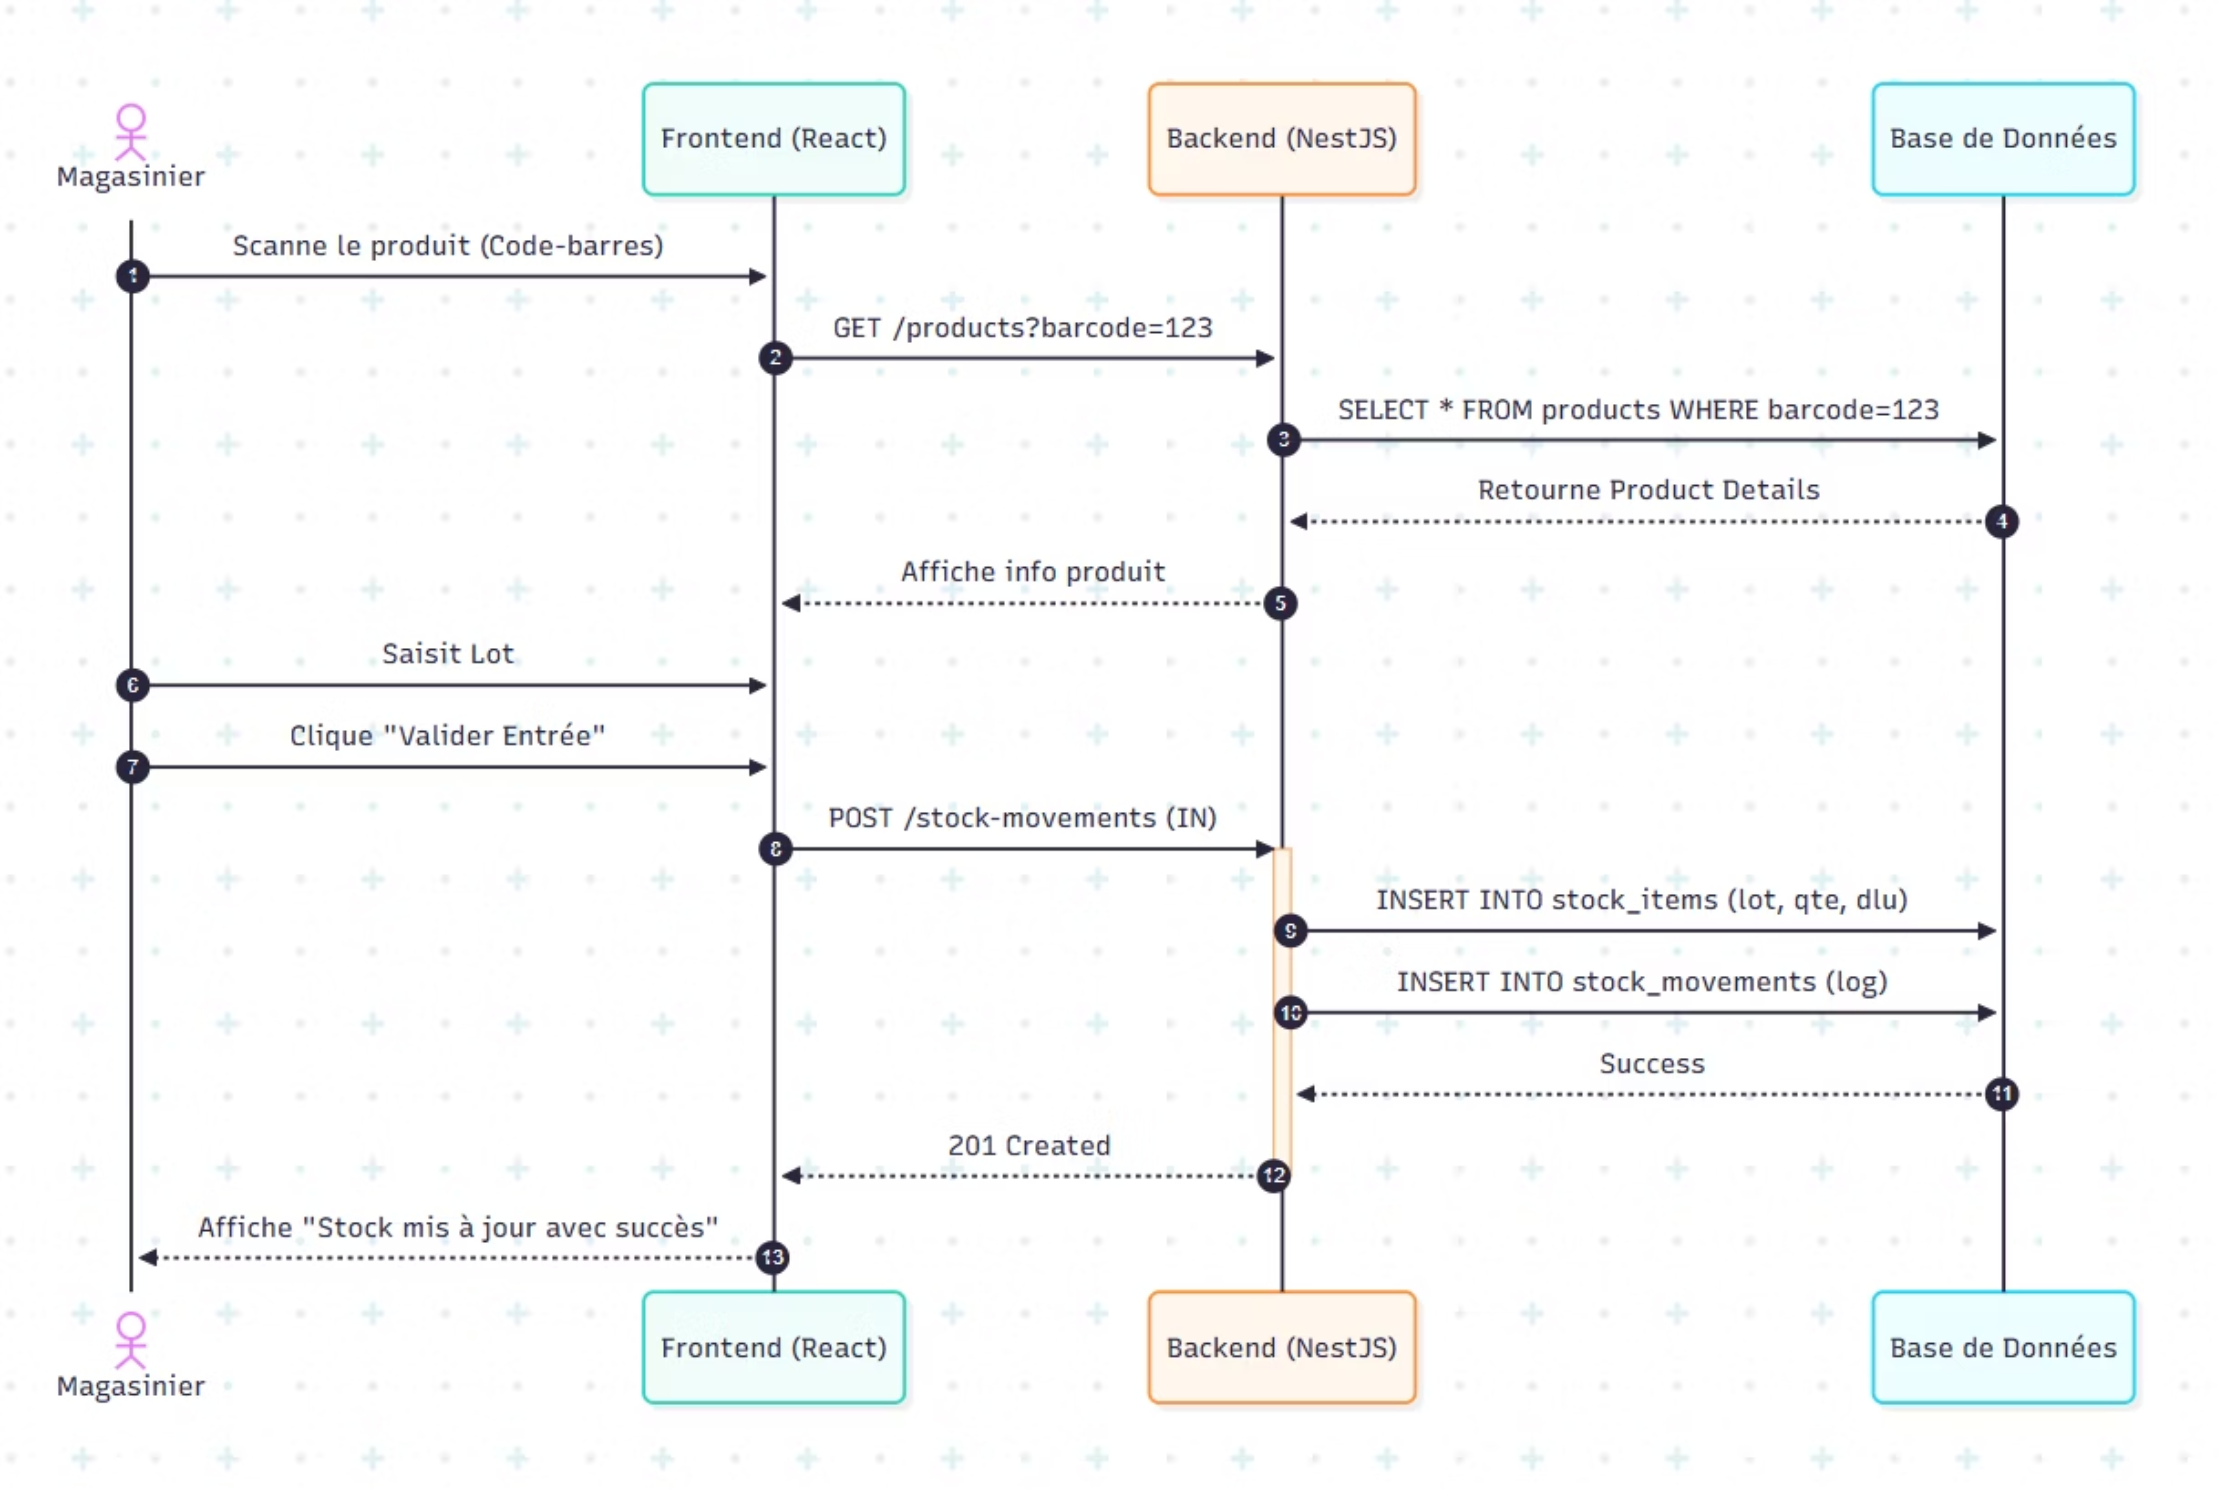 Magasinier
Frontend (React)
Backend (NestJS)
Base de Données
Scanne le produit (Code-barres)
1
GET /products?barcode=123
2
SELECT * FROM products WHERE barcode=123
3
Retourne Product Details
4
Affiche info produit
5
Saisit Lot
6
Clique "Valider Entrée"
7
POST /stock-movements (IN)
8
INSERT INTO stock_items (lot, qte, dlu)
9
INSERT INTO stock_movements (log)
10
Success
11
201 Created
12
Affiche "Stock mis à jour avec succès"
13
Magasinier
Frontend (React)
Backend (NestJS)
Base de Données